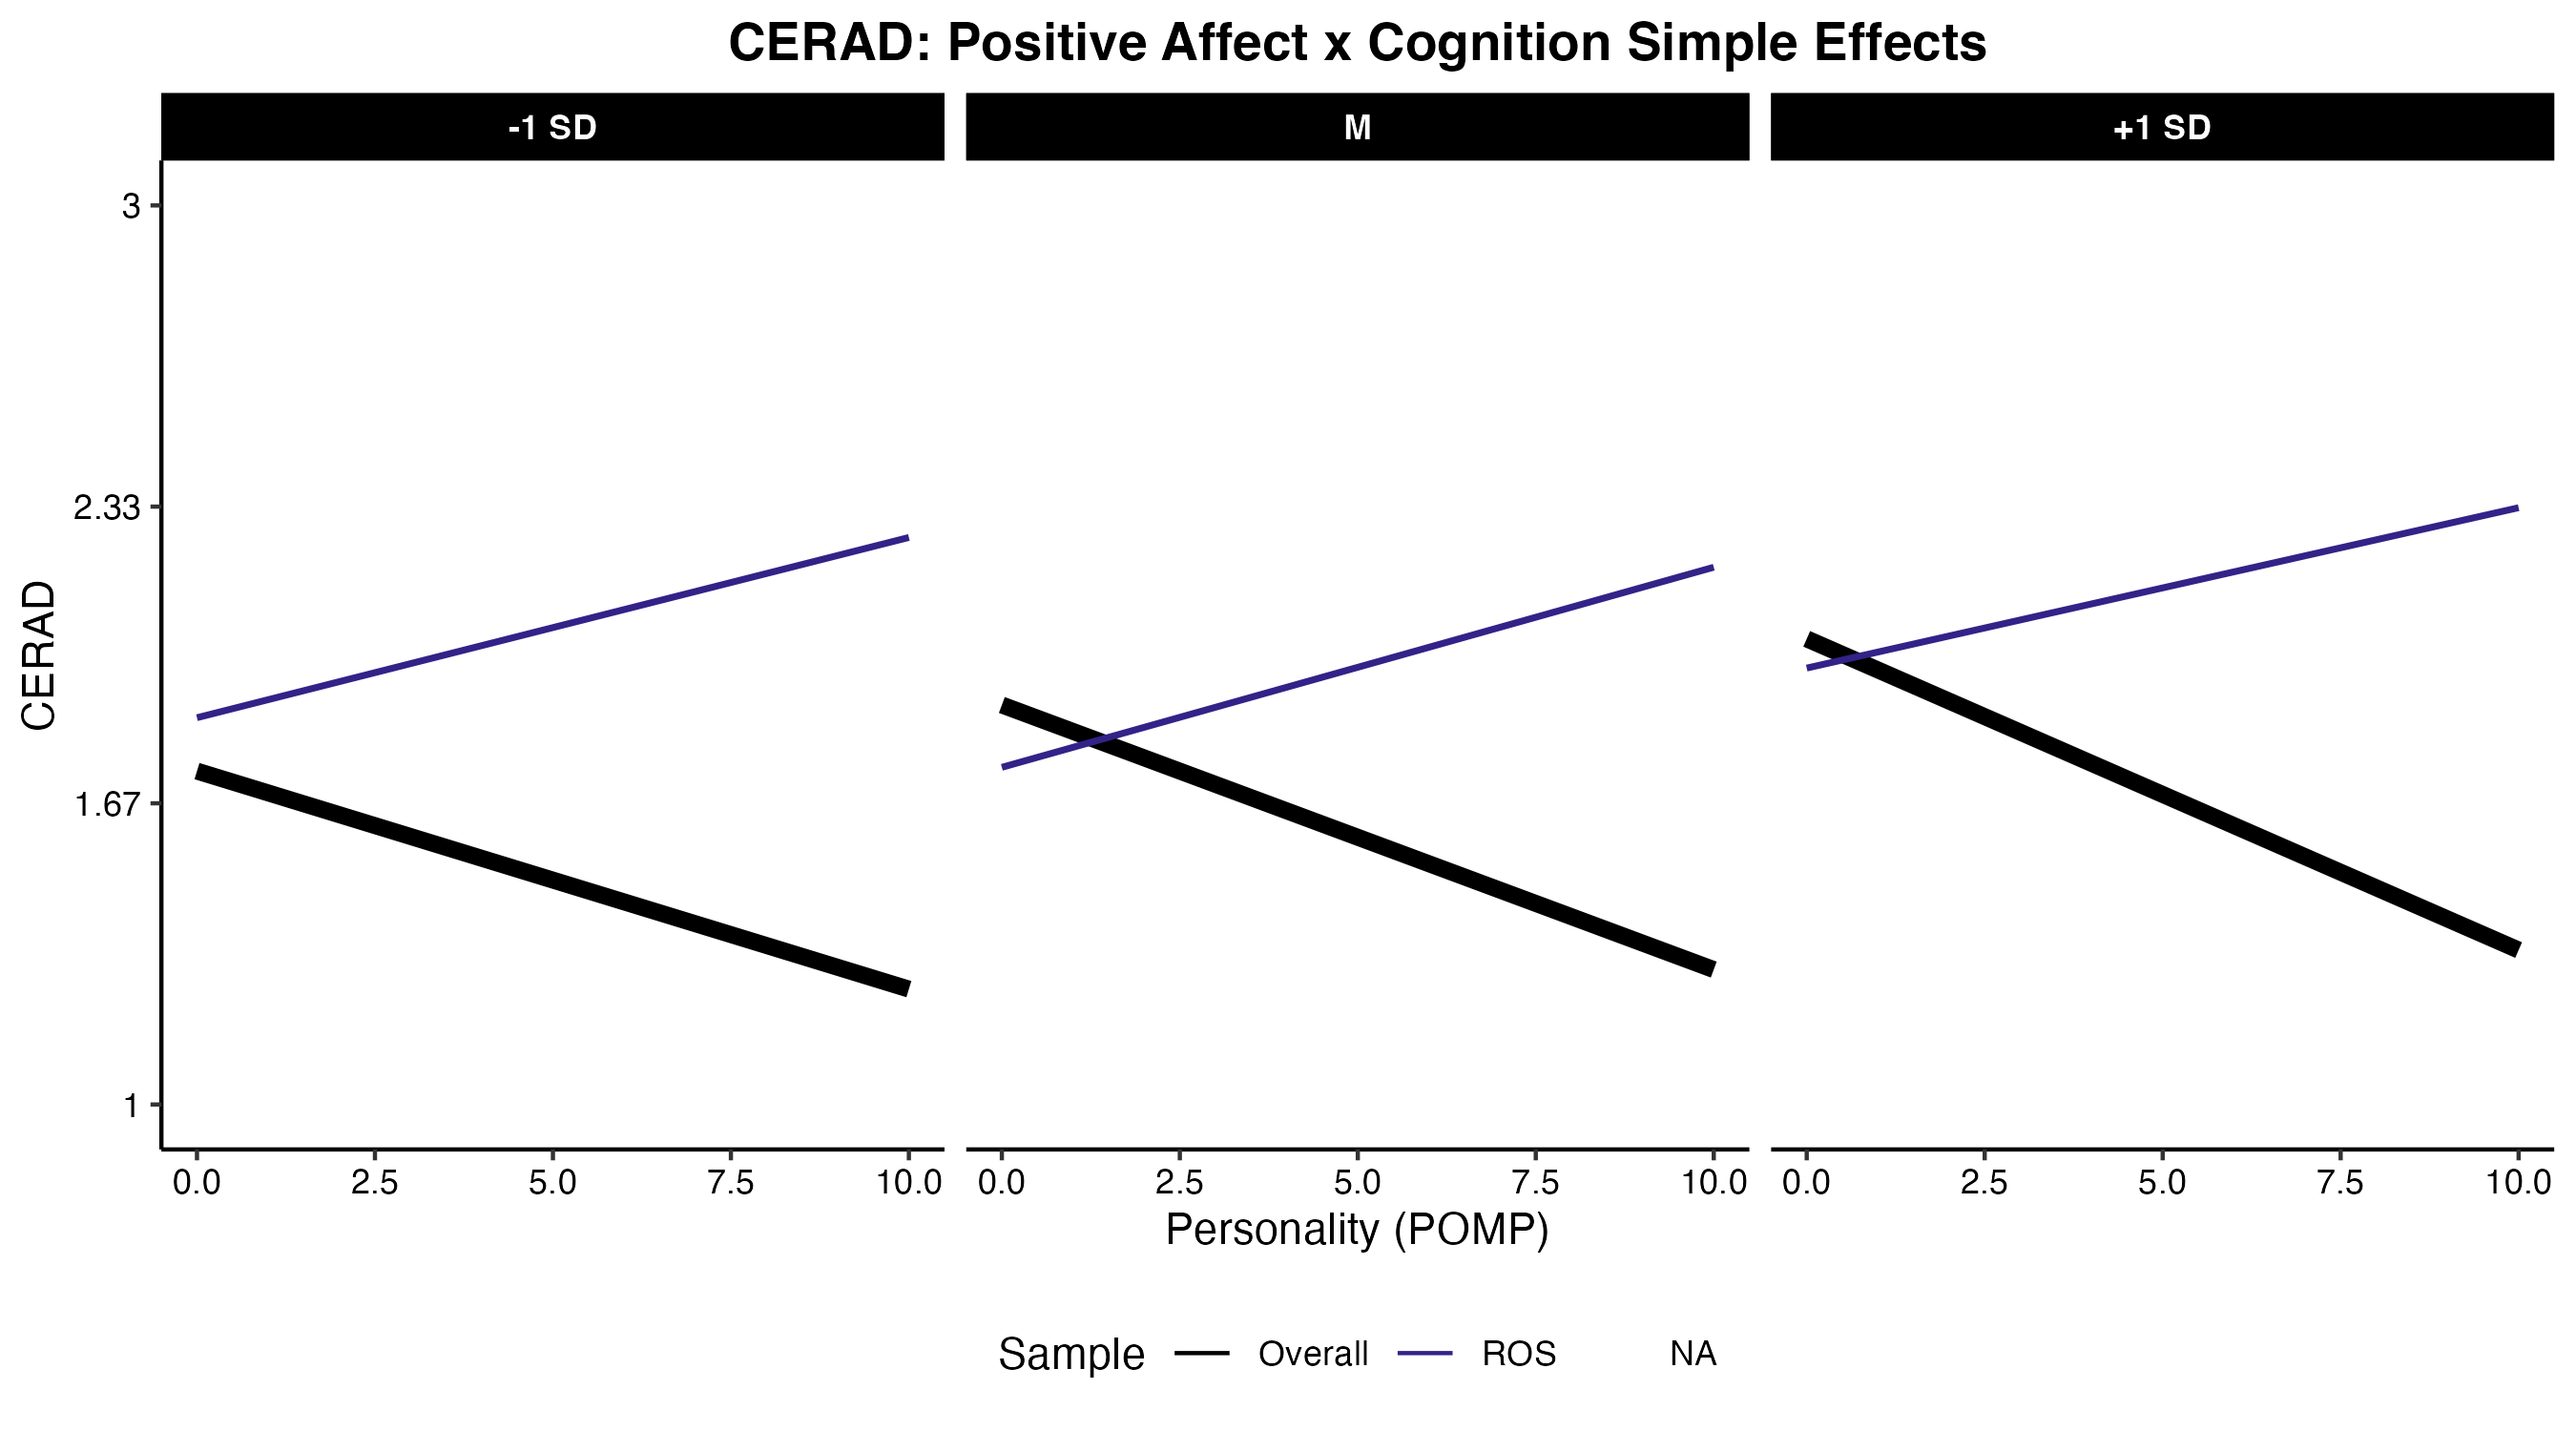 CERAD: Positive Affect x Cognition Simple Effects
-1 SD M +1 SD
3
2.33
1.67
1
CERAD
0.0 2.5 5.0 7.5 10.0 0.0 2.5 5.0 7.5 10.0 0.0 2.5 5.0 7.5 10.0
Personality (POMP)
Sample Overall ROS NA